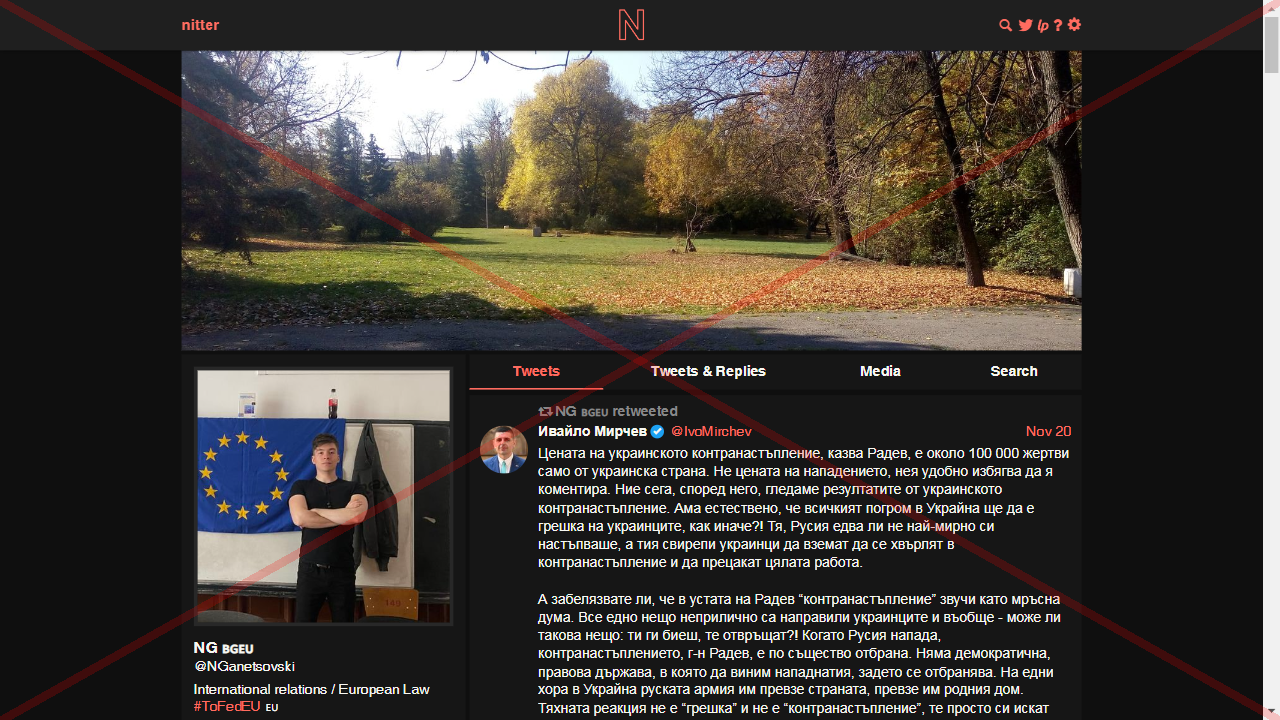 nitter
N
lp ?
Tweets Tweets & Replies Media Search
NG BGEU retweeted
Ивайло Мирчев @IvoMirchev Nov 20
Цената на украинското контранастъпление, казва Радев, е около 100 000 жертви
само от украинска страна. Не цената на нападението, нея удобно избягва да я
коментира. Ние сега, според него, гледаме резултатите от украинското
контранастъпление. Ама естествено, че всичкият погром в Украйна ще да е
грешка на украинците, как иначе?! Тя, Русия едва ли не най-мирно си
настъпваше, а тия свирепи украинци да вземат да се хвърлят в
контранастъпление и да прецакат цялата работа.
А забелязвате ли, че в устата на Радев “контранастъпление” звучи като мръсна
дума. Все едно нещо неприлично са направили украинците и въобще - може ли
такова нещо: ти ги биеш, те отвръщат?! Когато Русия напада,
контранастъплението, г-н Радев, е по същество отбрана. Няма демократична,
правова държава, в която да виним нападнатия, задето се отбранява. На едни
хора в Украйна руската армия им превзе страната, превзе им родния дом.
Тяхната реакция не е “грешка” и не е “контранастъпление”, те просто си искат
NG BGEU
@NGanetsovski
International relations / European Law
#ToFedEU EU